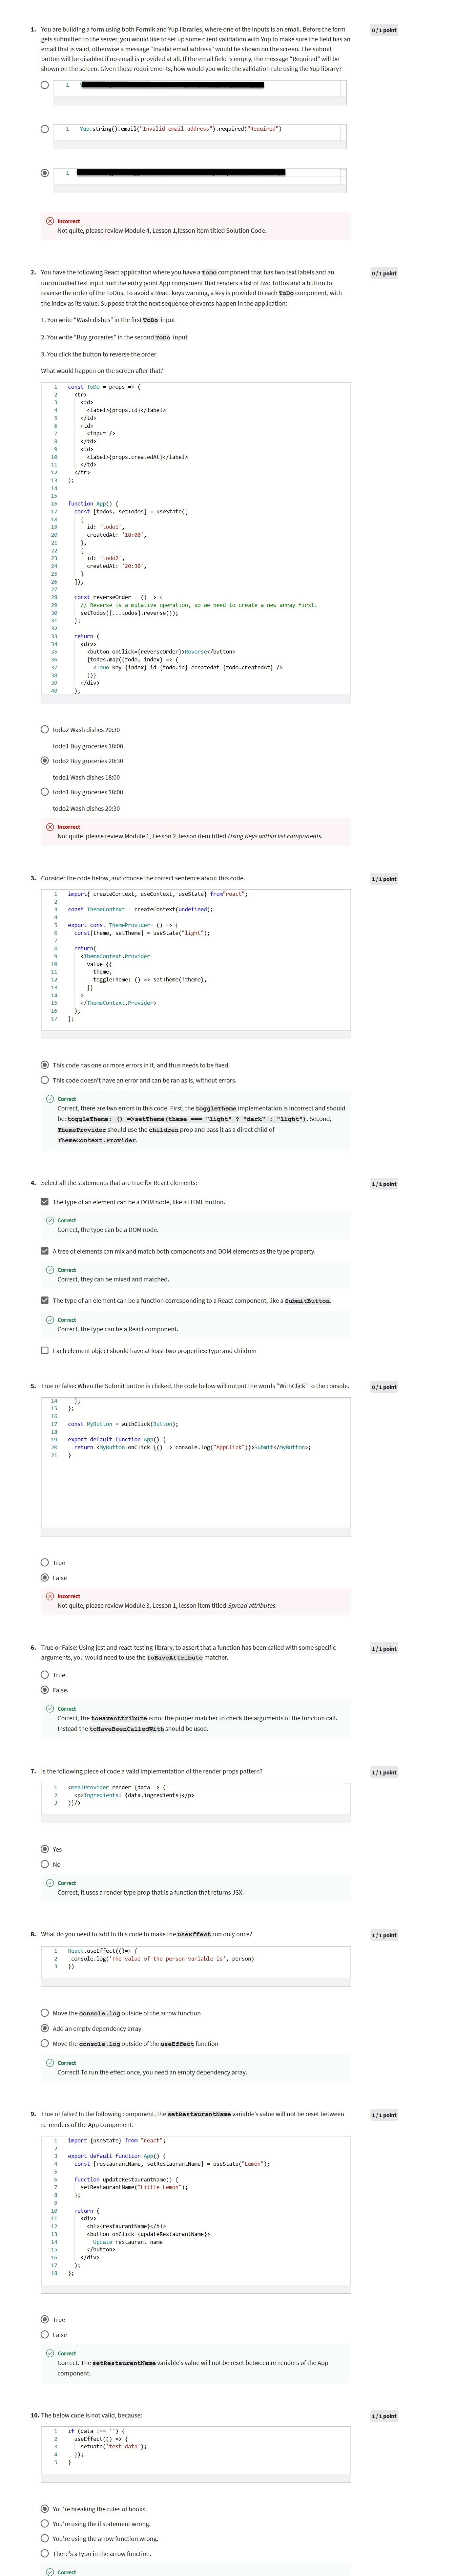 1. You are building a form using both Formik and Yup libraries, where one of the inputs is an email. Before the form
0 / 1 point
gets submitted to the server, you would like to set up some client validation with Yup to make sure the field has an
email that is valid, otherwise a message "Invalid email address" would be shown on the screen. The submit
button will be disabled if no email is provided at all. If the email field is empty, the message "Required" will be
shown on the screen. Given those requirements, how would you write the validation rule using the Yup library?
1
1 Yup.string().email("Invalid email address").required("Required")
1
Incorrect
Not quite, please review Module 4, Lesson 1,lesson item titled Solution Code.
2. You have the following React application where you have a ToDo component that has two text labels and an
0 / 1 point
uncontrolled text input and the entry point App component that renders a list of two ToDos and a button to
reverse the order of the ToDos. To avoid a React keys warning, a key is provided to each ToDo component, with
the index as its value. Suppose that the next sequence of events happen in the application:
1. You write "Wash dishes" in the first ToDo input
2. You write "Buy groceries" in the second ToDo input
3. You click the button to reverse the order
What would happen on the screen after that?
1 const ToDo = props => (
2 <tr>
3 <td>
4 <label>{props.id}</label>
5 </td>
6 <td>
7 <input />
8 </td>
9 <td>
10 <label>{props.createdAt}</label>
11 </td>
12 </tr>
13 );
14
15
16 function App() {
17 const [todos, setTodos] = useState([
18 {
19 id: 'todo1',
20 createdAt: '18:00',
21 },
22 {
23 id: 'todo2',
24 createdAt: '20:30',
25 }
26 ]);
27
28 const reverseOrder = () => {
29 // Reverse is a mutative operation, so we need to create a new array first.
30 setTodos([...todos].reverse());
31 };
32
33 return (
34 <div>
35 <button onClick={reverseOrder}>Reverse</button>
36 {todos.map((todo, index) => (
37 <ToDo key={index} id={todo.id} createdAt={todo.createdAt} />
38 ))}
39 </div>
40 );
todo2 Wash dishes 20:30
todo1 Buy groceries 18:00
todo2 Buy groceries 20:30
todo1 Wash dishes 18:00
todo1 Buy groceries 18:00
todo2 Wash dishes 20:30
Incorrect
Not quite, please review Module 1, Lesson 2, lesson item titled Using Keys within list components.
3. Consider the code below, and choose the correct sentence about this code.
1 / 1 point
1 import{ createContext, useContext, useState} from"react";
2
3 const ThemeContext = createContext(undefined);
4
5 export const ThemeProvider= () => {
6 const[theme, setTheme] = useState("light");
7
8 return(
9 <ThemeContext.Provider
10 value={{
11 theme,
12 toggleTheme: () => setTheme(!theme),
13 }}
14 >
15 </ThemeContext.Provider>
16 );
17 };
This code has one or more errors in it, and thus needs to be fixed.
This code doesn't have an error and can be ran as is, without errors.
Correct
Correct, there are two errors in this code. First, the toggleTheme implementation is incorrect and should
be: toggleTheme: () =>setTheme(theme === "light" ? "dark" : "light"). Second,
ThemeProvider should use the children prop and pass it as a direct child of
ThemeContext.Provider.
4. Select all the statements that are true for React elements:
1 / 1 point
The type of an element can be a DOM node, like a HTML button.
Correct
Correct, the type can be a DOM node.
A tree of elements can mix and match both components and DOM elements as the type property.
Correct
Correct, they can be mixed and matched.
The type of an element can be a function corresponding to a React component, like a SubmitButton.
Correct
Correct, the type can be a React component.
Each element object should have at least two properties: type and children
5. True or false: When the Submit button is clicked, the code below will output the words "WithClick" to the console.
0 / 1 point
14 };
15 };
16
17 const MyButton = withClick(Button);
18
19 export default function App() {
20 return <MyButton onClick={() => console.log("AppClick")}>Submit</MyButton>;
21 }
True
False
Incorrect
Not quite, please review Module 3, Lesson 1, lesson item titled Spread attributes.
6. True or False: Using jest and react-testing-library, to assert that a function has been called with some specific
1 / 1 point
arguments, you would need to use the toHaveAttribute matcher.
True.
False.
Correct
Correct, the toHaveAttribute is not the proper matcher to check the arguments of the function call.
Instead the toHaveBeenCalledWith should be used.
7. Is the following piece of code a valid implementation of the render props pattern?
1 / 1 point
1 <MealProvider render={data => (
2 <p>Ingredients: {data.ingredients}</p>
3 )}/>
Yes
No
Correct
Correct, it uses a render type prop that is a function that returns JSX.
8. What do you need to add to this code to make the useEffect run only once?
1 / 1 point
1 React.useEffect(()=> {
2 console.log('The value of the person variable is', person)
3 })
Move the console.log outside of the arrow function
Add an empty dependency array.
Move the console.log outside of the useEffect function
Correct
Correct! To run the effect once, you need an empty dependency array.
9. True or false? In the following component, the setRestaurantName variable's value will not be reset between
1 / 1 point
re-renders of the App component.
1 import {useState} from "react";
2
3 export default function App() {
4 const [restaurantName, setRestaurantName] = useState("Lemon");
5
6 function updateRestaurantName() {
7 setRestaurantName("Little Lemon");
8 };
9
10 return (
11 <div>
12 <h1>{restaurantName}</h1>
13 <button onClick={updateRestaurantName}>
14 Update restaurant name
15 </button>
16 </div>
17 );
18 };
True
False
Correct
Correct. The setRestaurantName variable's value will not be reset between re-renders of the App
component.
10. The below code is not valid, because:
1 / 1 point
1 if (data !== '') {
2 useEffect(() => {
3 setData('test data');
4 });
5 }
You're breaking the rules of hooks.
You're using the if statement wrong.
You're using the arrow function wrong.
There's a typo in the arrow function.
Correct